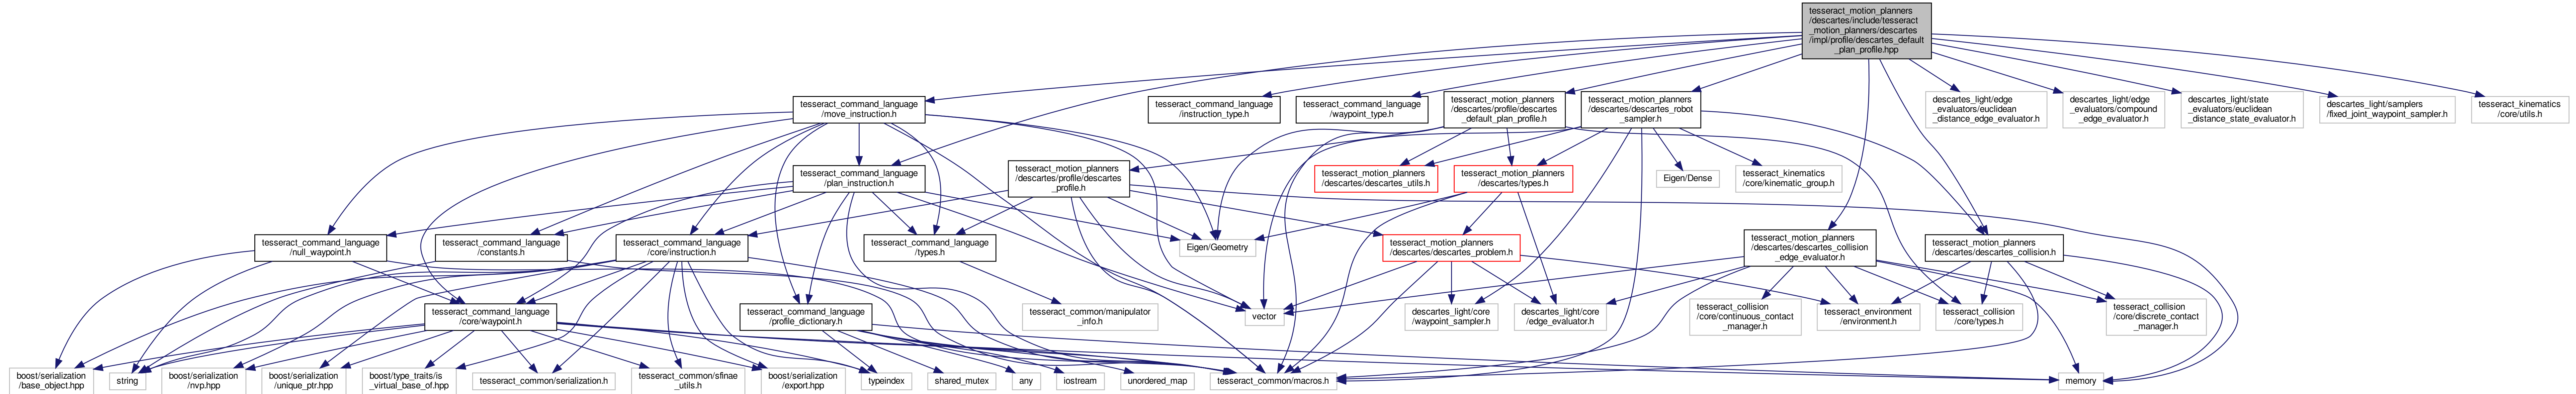 tesseract_motion_planners
/descartes/include/tesseract
_motion_planners/descartes
/impl/profile/descartes_default
_plan_profile.hpp
tesseract_command_language
/move_instruction.h
tesseract_command_language
/instruction_type.h
tesseract_command_language
/waypoint_type.h
tesseract_motion_planners
/descartes/profile/descartes
_default_plan_profile.h
tesseract_motion_planners
/descartes/descartes_robot
_sampler.h
descartes_light/edge
_evaluators/euclidean
_distance_edge_evaluator.h
descartes_light/edge
_evaluators/compound
_edge_evaluator.h
descartes_light/state
_evaluators/euclidean
_distance_state_evaluator.h
descartes_light/samplers
/fixed_joint_waypoint_sampler.h
tesseract_kinematics
/core/utils.h
tesseract_command_language
/plan_instruction.h
tesseract_motion_planners
/descartes/profile/descartes
_profile.h
tesseract_motion_planners
/descartes/descartes_utils.h
tesseract_motion_planners
/descartes/types.h
Eigen/Dense
tesseract_kinematics
/core/kinematic_group.h
tesseract_command_language
/null_waypoint.h
tesseract_command_language
/constants.h
tesseract_command_language
/core/instruction.h
tesseract_command_language
/types.h
Eigen/Geometry
tesseract_motion_planners
/descartes/descartes_problem.h
tesseract_motion_planners
/descartes/descartes_collision
_edge_evaluator.h
tesseract_motion_planners
/descartes/descartes_collision.h
tesseract_command_language
/core/waypoint.h
tesseract_command_language
/profile_dictionary.h
tesseract_common/manipulator
_info.h
vector
descartes_light/core
/waypoint_sampler.h
descartes_light/core
/edge_evaluator.h
tesseract_collision
/core/continuous_contact
_manager.h
tesseract_environment
/environment.h
tesseract_collision
/core/types.h
tesseract_collision
/core/discrete_contact
_manager.h
boost/serialization
/base_object.hpp
string
boost/serialization
/nvp.hpp
boost/serialization
/unique_ptr.hpp
boost/type_traits/is
_virtual_base_of.hpp
tesseract_common/serialization.h
tesseract_common/sfinae
_utils.h
boost/serialization
/export.hpp
typeindex
shared_mutex
any
iostream
unordered_map
tesseract_common/macros.h
memory